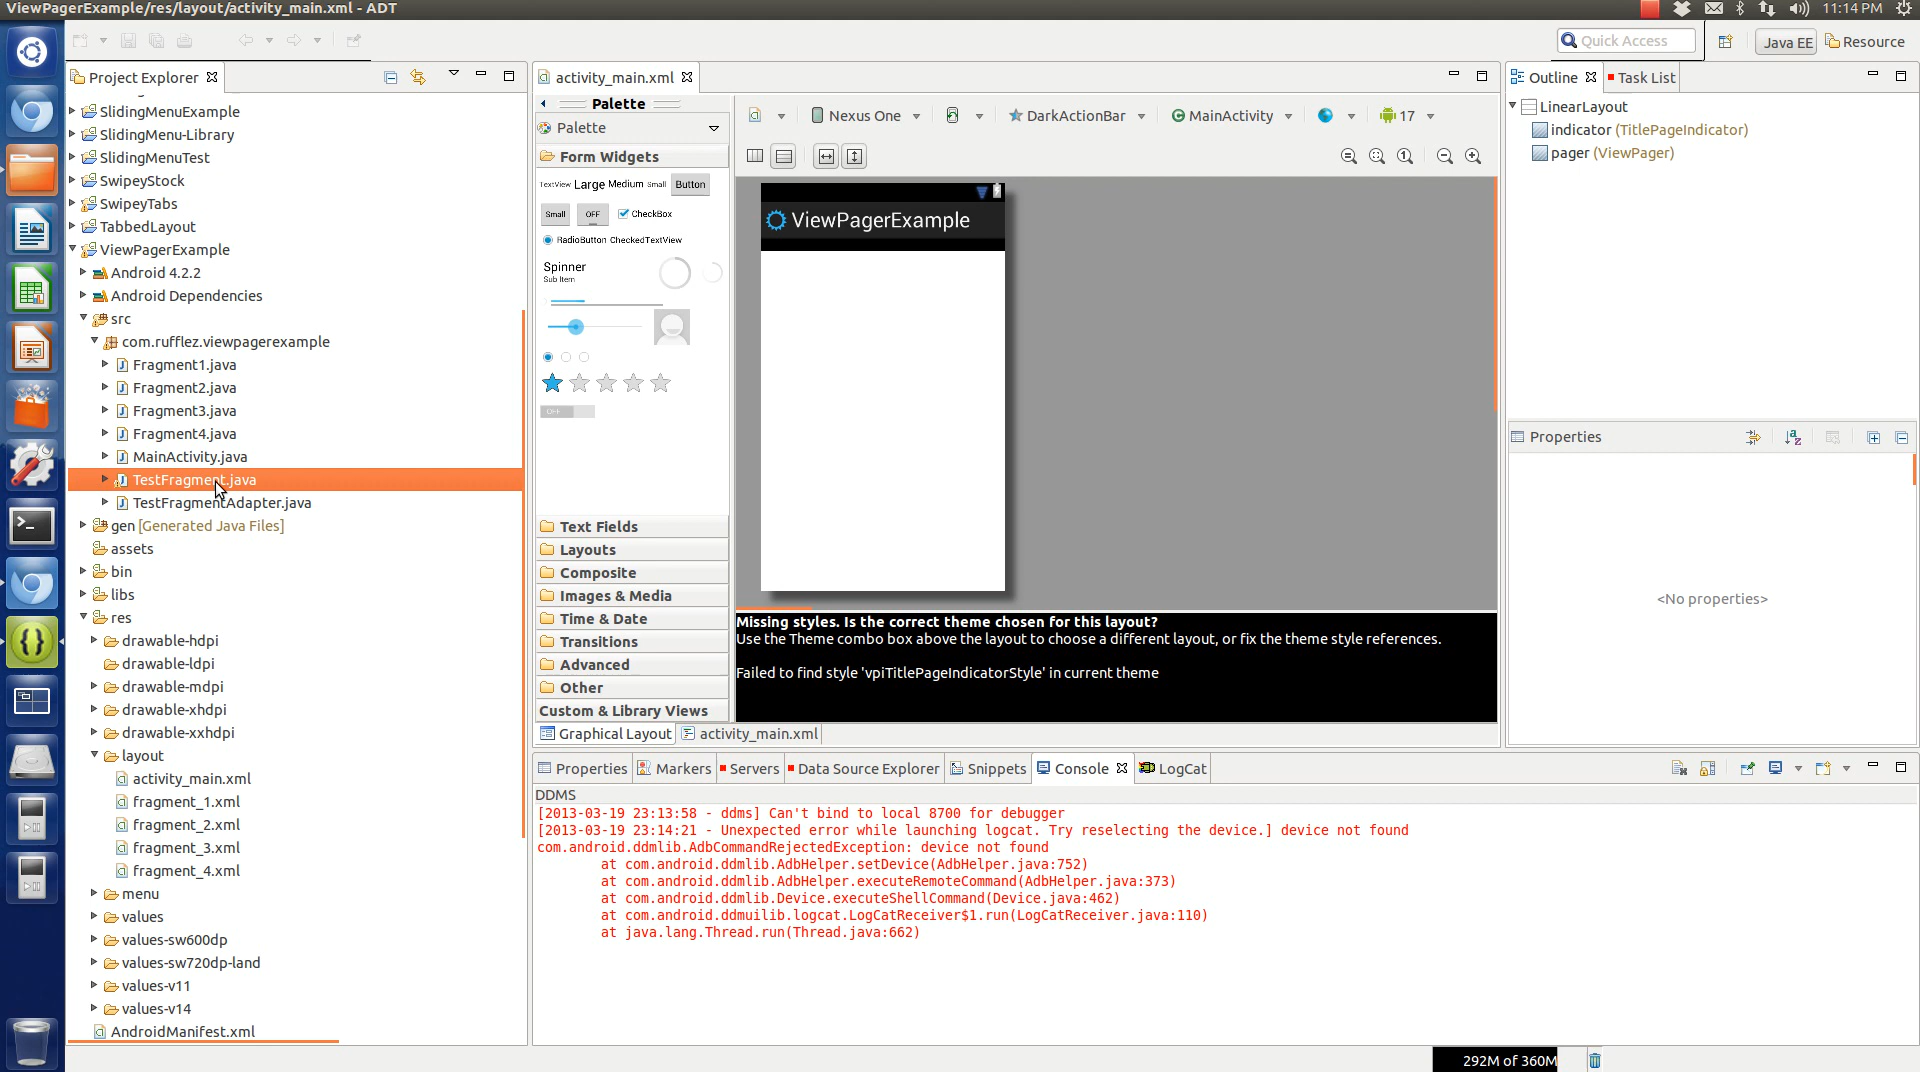 ViewPagerExample/res/layout/activity_main.xml - ADT
11:14 PM
Quick Access
Java EE
Resource
Project Explorer
SlidingMenuExample
SlidingMenu-Library
SlidingMenuTest
SwipeyStock
SwipeyTabs
TabbedLayout
ViewPagerExample
Android 4.2.2
Android Dependencies
src
com.rufflez.viewpagerexample
Fragment1.java
Fragment2.java
Fragment3.java
Fragment4.java
MainActivity.java
TestFragment.java
TestFragmentAdapter.java
gen [Generated Java Files]
assets
bin
libs
res
drawable-hdpi
drawable-ldpi
drawable-mdpi
drawable-xhdpi
drawable-xxhdpi
layout
activity_main.xml
fragment_1.xml
fragment_2.xml
fragment_3.xml
fragment_4.xml
menu
values
values-sw600dp
values-sw720dp-land
values-v11
values-v14
AndroidManifest.xml
activity_main.xml
Palette
Palette
Form Widgets
TextView Large Medium Small Button
Small OFF CheckBox
RadioButton CheckedTextView
Spinner
Sub Item
OFF
Text Fields
Layouts
Composite
Images & Media
Time & Date
Transitions
Advanced
Other
Custom & Library Views
Nexus One
DarkActionBar
MainActivity
17
ViewPagerExample
Missing styles. Is the correct theme chosen for this layout?
Use the Theme combo box above the layout to choose a different layout, or fix the theme style references.
Failed to find style 'vpiTitlePageIndicatorStyle' in current theme
Graphical Layout
activity_main.xml
Outline
Task List
LinearLayout
indicator (TitlePageIndicator)
pager (ViewPager)
Properties
<No properties>
Properties
Markers
Servers
Data Source Explorer
Snippets
Console
LogCat
DDMS
[2013-03-19 23:13:58 - ddms] Can't bind to local 8700 for debugger
[2013-03-19 23:14:21 - Unexpected error while launching logcat. Try reselecting the device.] device not found
com.android.ddmlib.AdbCommandRejectedException: device not found
at com.android.ddmlib.AdbHelper.setDevice(AdbHelper.java:752)
at com.android.ddmlib.AdbHelper.executeRemoteCommand(AdbHelper.java:373)
at com.android.ddmlib.Device.executeShellCommand(Device.java:462)
at com.android.ddmuilib.logcat.LogCatReceiver$1.run(LogCatReceiver.java:110)
at java.lang.Thread.run(Thread.java:662)
292M of 360M